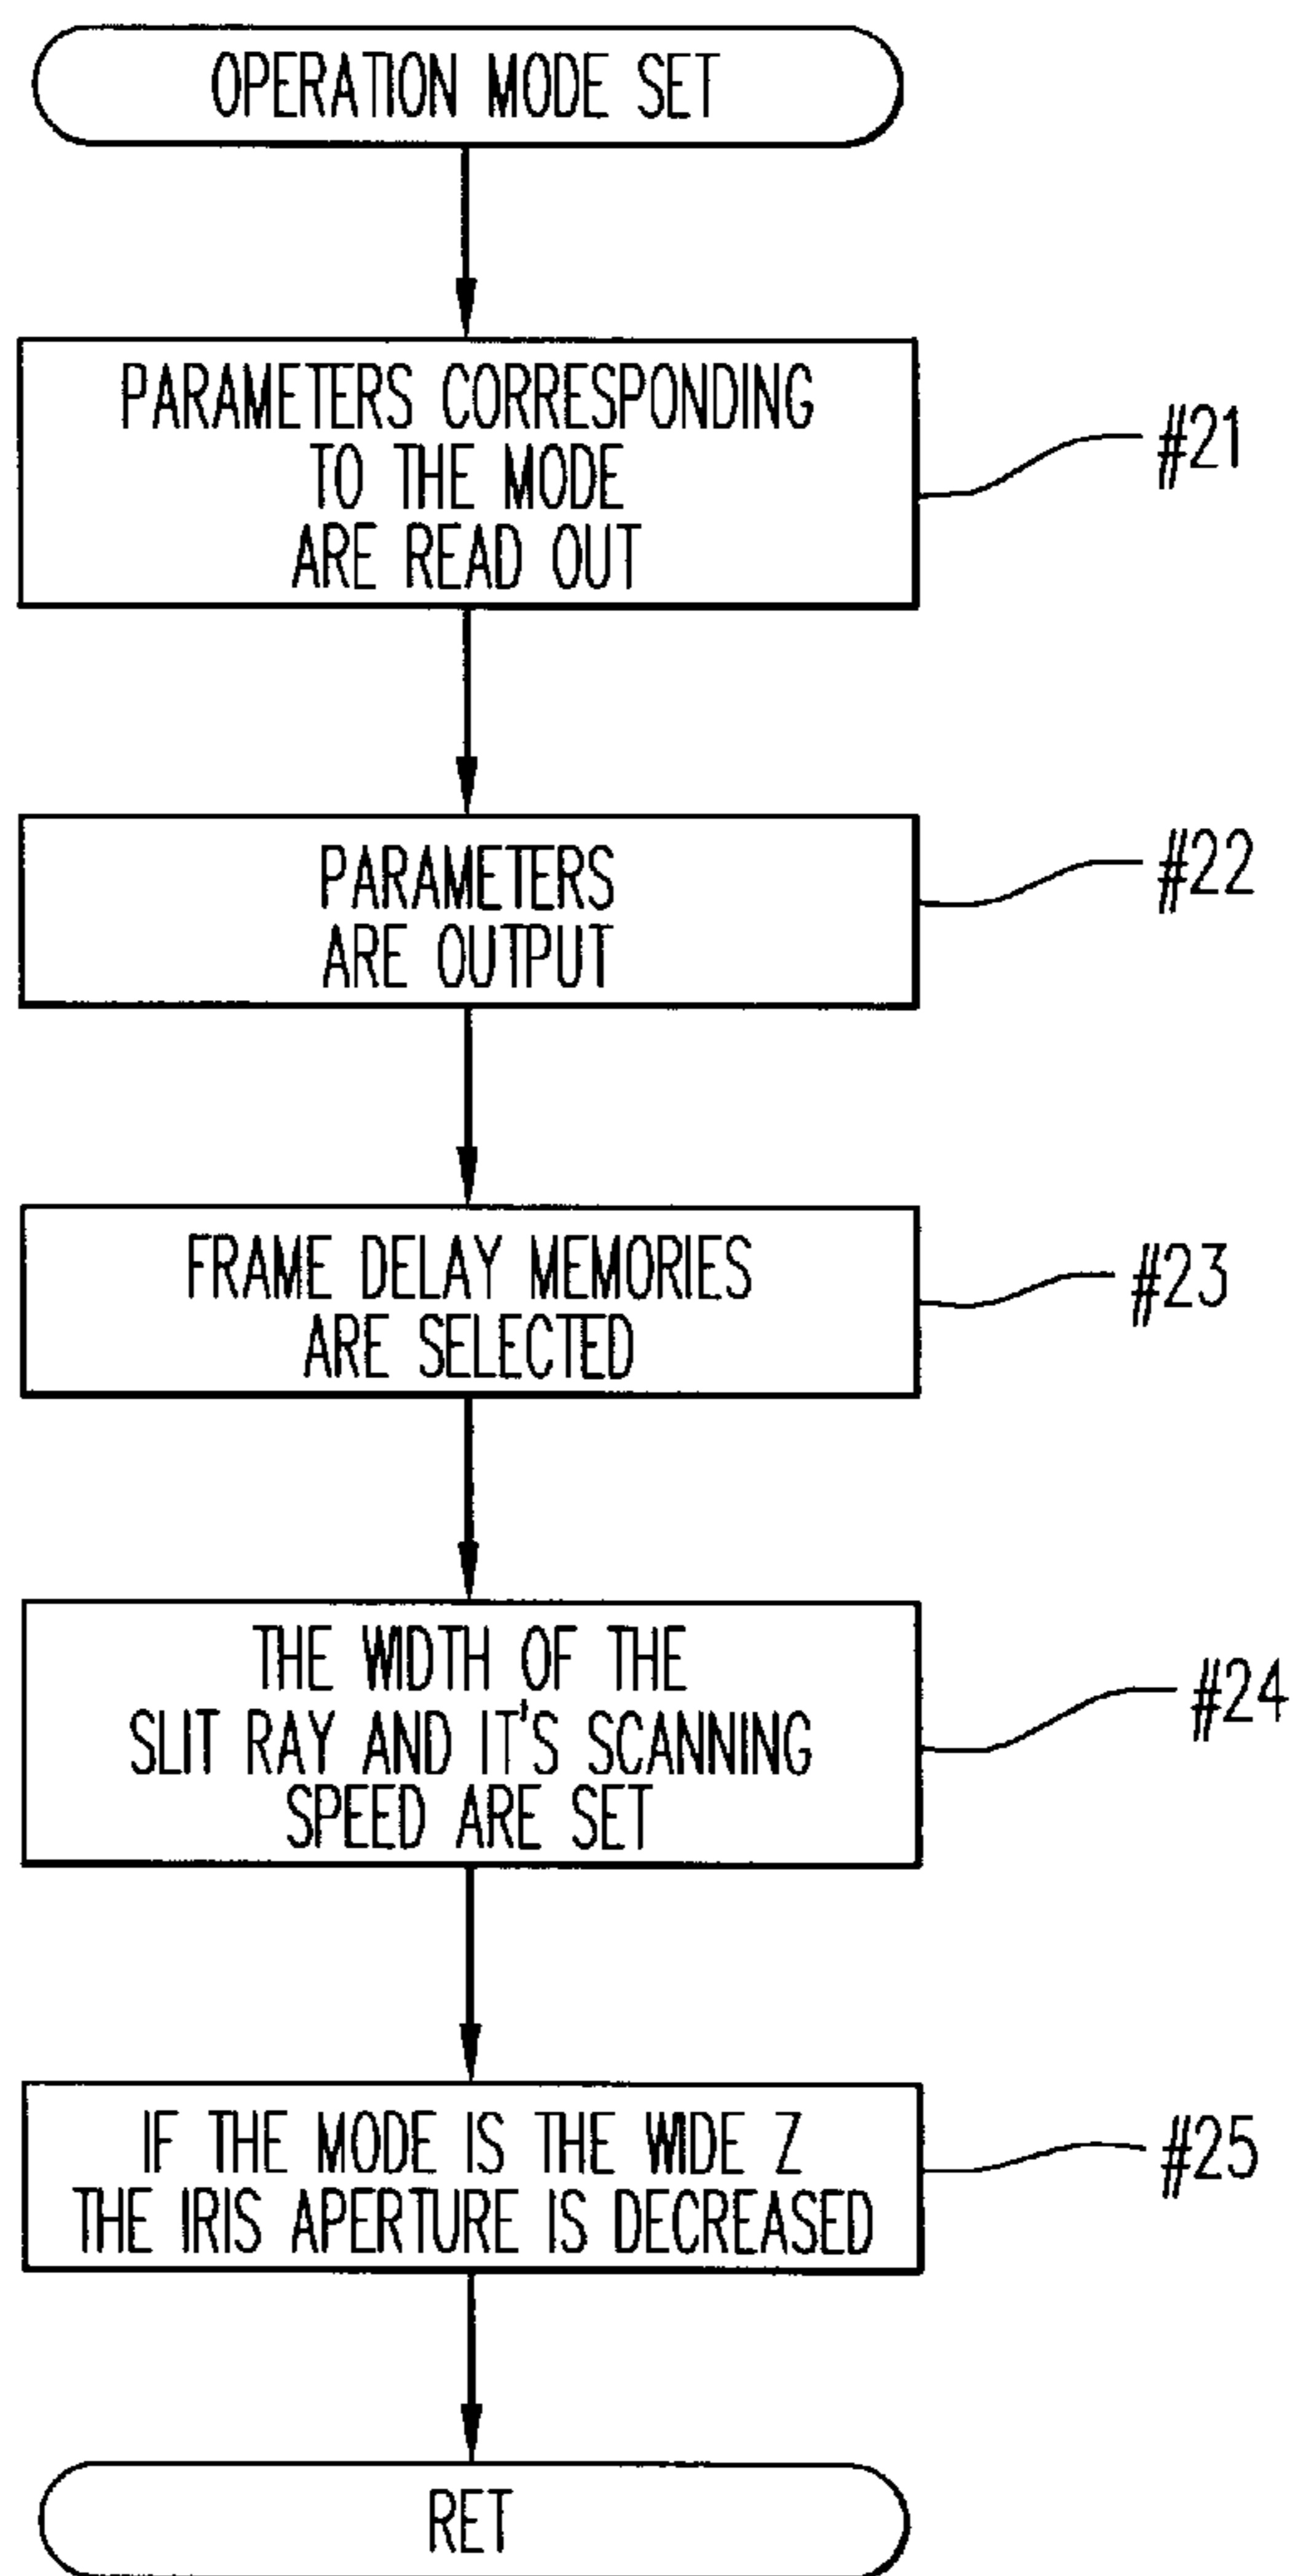 OPERATION MODE SET
PARAMETERS CORRESPONDING
TO THE MODE
ARE READ OUT
#21
PARAMETERS
ARE OUTPUT
#22
FRAME DELAY MEMORIES
ARE SELECTED
#23
THE WIDTH OF THE
SLIT RAY AND IT'S SCANNING
SPEED ARE SET
#24
IF THE MODE IS THE WIDE Z
THE IRIS APERTURE IS DECREASED
#25
RET